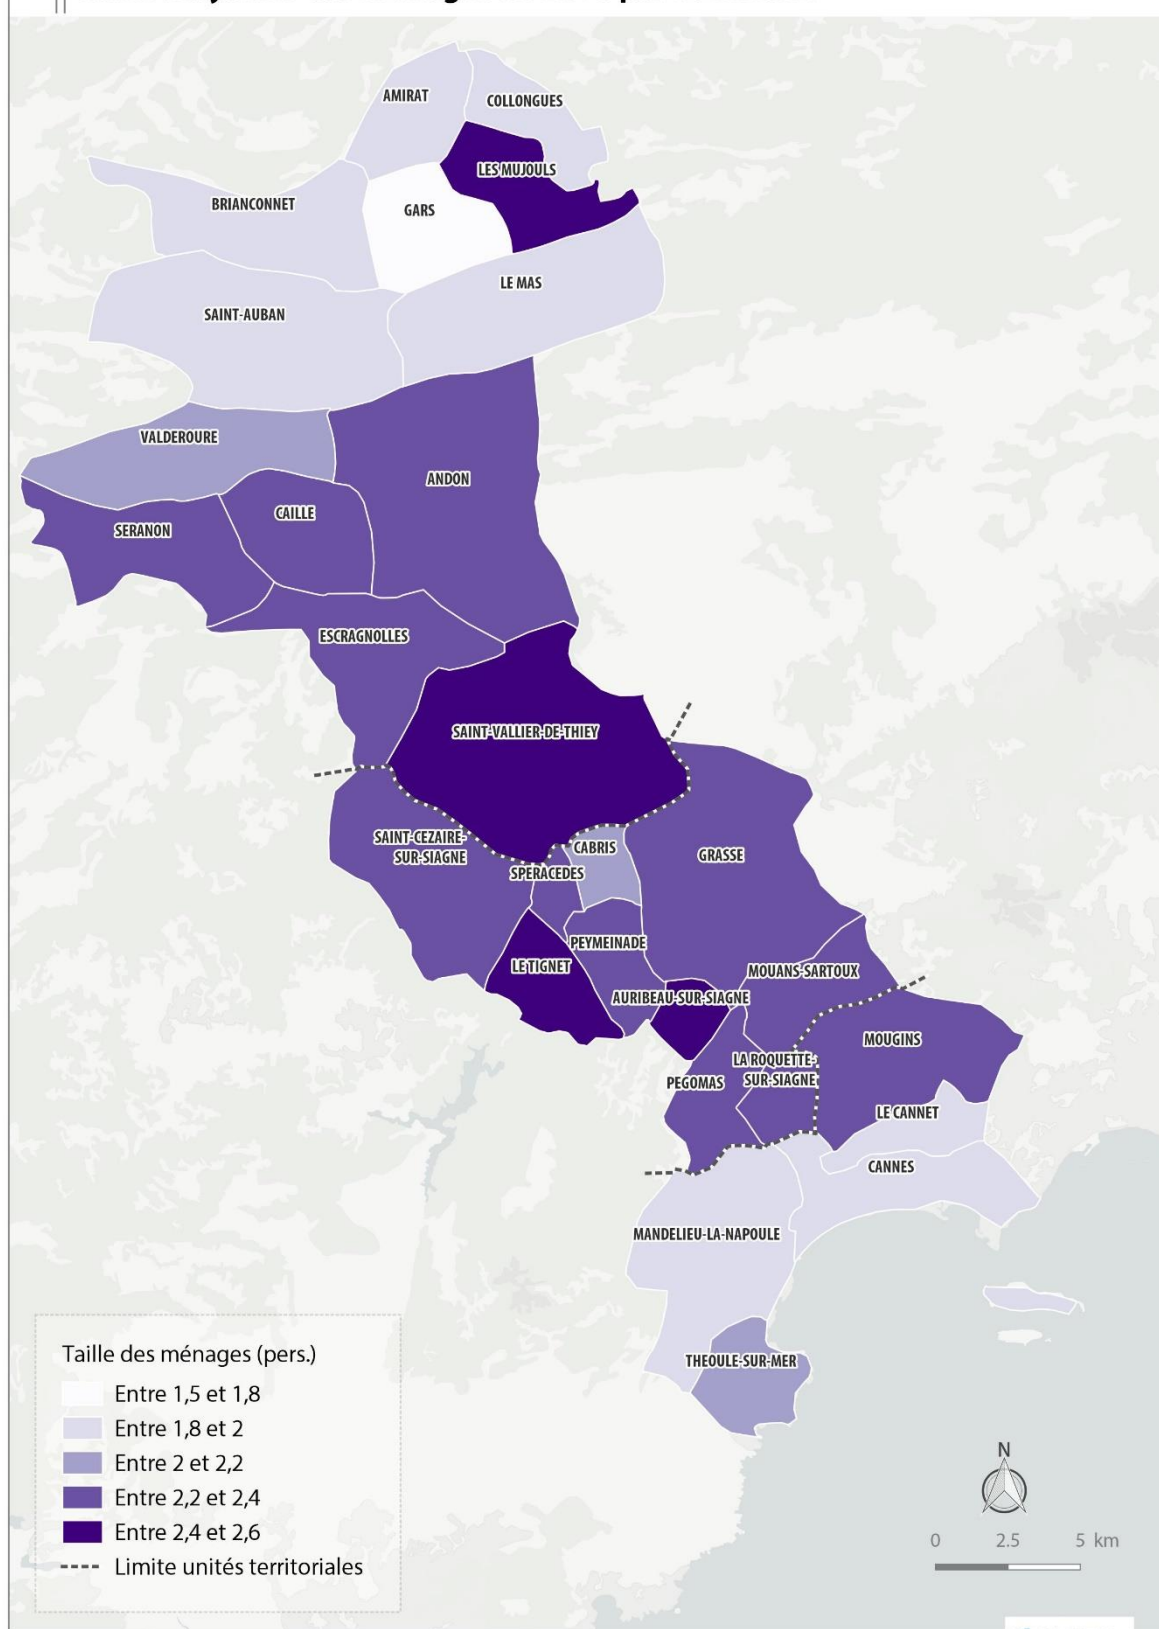 AMIRAT
COLLONGUES
LES MUJOULS
BRIANCONNET
GARS
LE MAS
SAINT-AUBAN
VALDEROURE
ANDON
CAILLE
SERANON
ESCRAGNOLLES
SAINT-VALLIER-DE-THIEY
SAINT-CEZAIRE-
SUR-SIAGNE
CABRIS
GRASSE
SPERACEDES
PEYMEINADE
LE TIGNET
MOUANS-SARTOUX
AURIBEAU-SUR-SIAGNE
MOUGINS
LA ROQUETTE-
SUR-SIAGNE
PEGOMAS
LE CANNET
CANNES
MANDELIEU-LA-NAPOULE
THEOULE-SUR-MER
Taille des ménages (pers.)
Entre 1,5 et 1,8
Entre 1,8 et 2
Entre 2 et 2,2
Entre 2,2 et 2,4
Entre 2,4 et 2,6
Limite unités territoriales
N
0 2.5 5 km